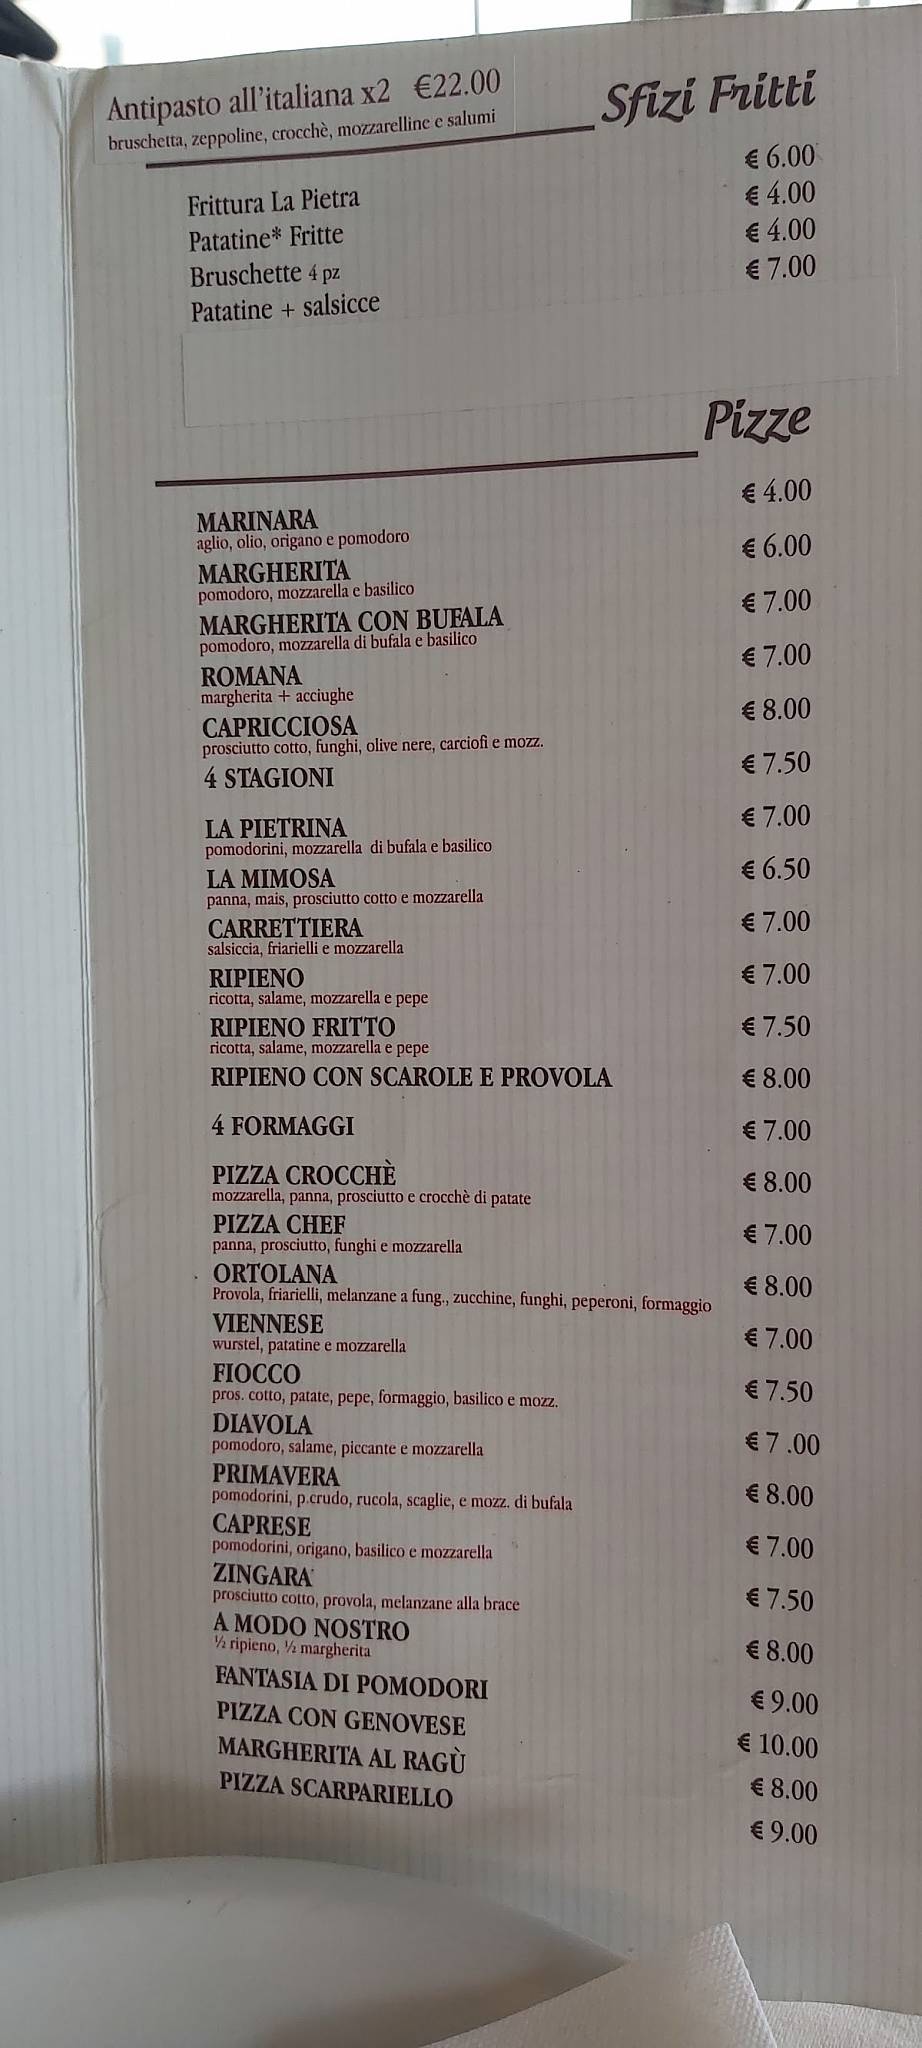 Antipasto all'italiana x2 €22.00
bruschetta, zeppoline, crocchè, mozzarelline e salumi
Sfizi Fritti
Frittura La Pietra € 6.00
Patatine* Fritte € 4.00
Bruschette 4 pz € 4.00
Patatine + salsicce € 7.00
Pizze
MARINARA € 4.00
aglio, olio, origano e pomodoro
MARGHERITA € 6.00
pomodoro, mozzarella e basilico
MARGHERITA CON BUFALA € 7.00
pomodoro, mozzarella di bufala e basilico
ROMANA € 7.00
margherita + acciughe
CAPRICCIOSA € 8.00
prosciutto cotto, funghi, olive nere, carciofi e mozz.
4 STAGIONI € 7.50
LA PIETRINA € 7.00
pomodorini, mozzarella di bufala e basilico
LA MIMOSA € 6.50
panna, mais, prosciutto cotto e mozzarella
CARRETTIERA € 7.00
salsiccia, friarielli e mozzarella
RIPIENO € 7.00
ricotta, salame, mozzarella e pepe
RIPIENO FRITTO € 7.50
ricotta, salame, mozzarella e pepe
RIPIENO CON SCAROLE E PROVOLA € 8.00
4 FORMAGGI € 7.00
PIZZA CROCCHÈ € 8.00
mozzarella, panna, prosciutto e crocchè di patate
PIZZA CHEF € 7.00
panna, prosciutto, funghi e mozzarella
ORTOLANA € 8.00
Provola, friarielli, melanzane a fung., zucchine, funghi, peperoni, formaggio
VIENNESE € 7.00
wurstel, patatine e mozzarella
FIOCCO € 7.50
pros. cotto, patate, pepe, formaggio, basilico e mozz.
DIAVOLA € 7 .00
pomodoro, salame, piccante e mozzarella
PRIMAVERA € 8.00
pomodorini, p.crudo, rucola, scaglie, e mozz. di bufala
CAPRESE € 7.00
pomodorini, origano, basilico e mozzarella
ZINGARA € 7.50
prosciutto cotto, provola, melanzane alla brace
A MODO NOSTRO € 8.00
½ ripieno, ½ margherita
FANTASIA DI POMODORI € 9.00
PIZZA CON GENOVESE € 10.00
MARGHERITA AL RAGÙ € 8.00
PIZZA SCARPARIELLO € 9.00